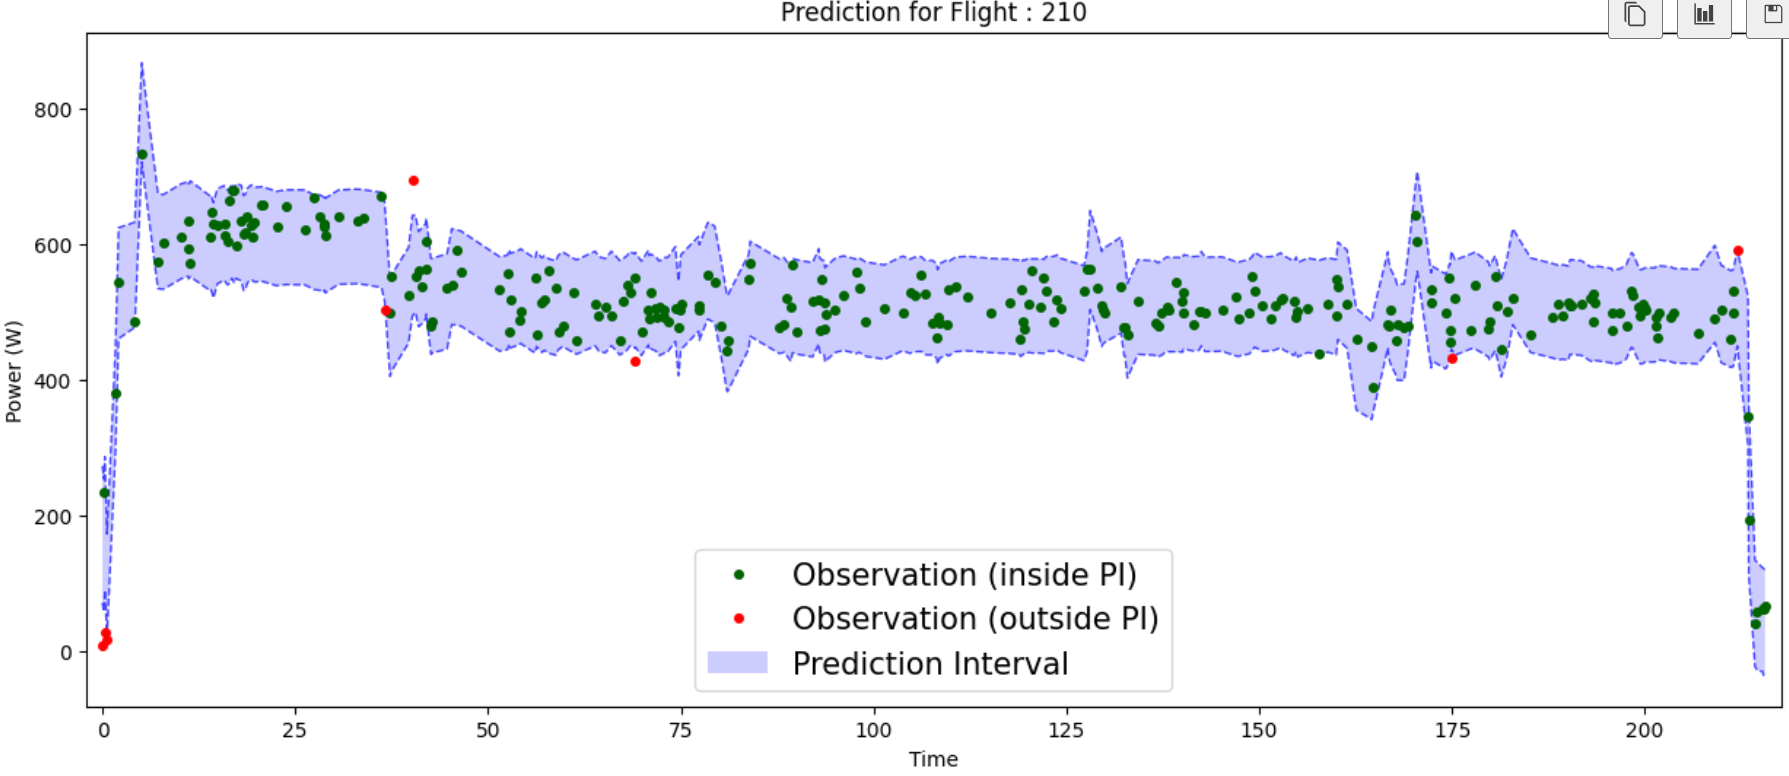 Prediction for Flight : 210
800
600
400
200
0
Power (W)
Observation (inside PI)
Observation (outside PI)
Prediction Interval
0 25 50 75 100 125 150 175 200
Time